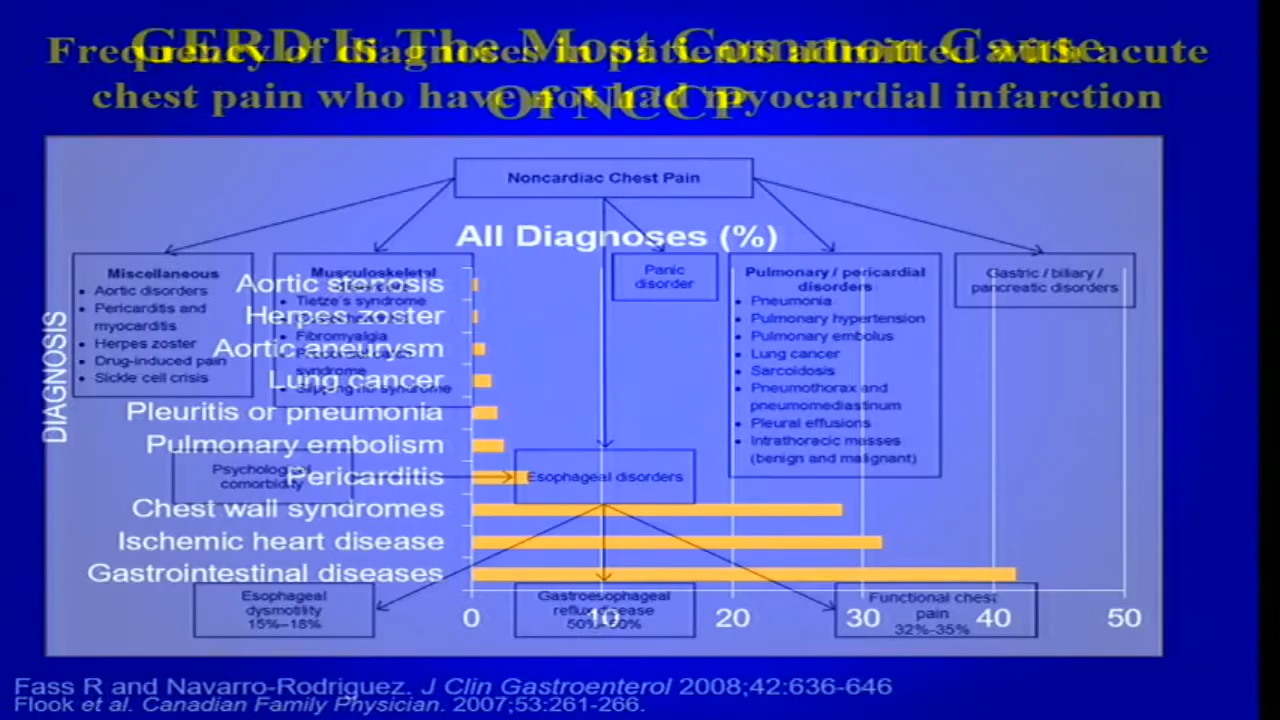 GERD Is The Most Common Cause
Of NCCP
Frequency of diagnoses in patients admitted with acute
chest pain who have not had myocardial infarction
Noncardiac Chest Pain
All Diagnoses (%)
Miscellaneous
• Aortic disorders
• Pericarditis and
myocarditis
• Herpes zoster
• Drug-induced pain
• Sickle cell crisis
Musculoskeletal
• Tietze's syndrome
• Fibromyalgia
syndrome
• Slipping rib syndrome
Panic
disorder
Pulmonary / pericardial
disorders
• Pneumonia
• Pulmonary hypertension
• Pulmonary embolus
• Lung cancer
• Sarcoidosis
• Pneumothorax and
pneumomediastinum
• Pleural effusions
• Intrathoracic masses
(benign and malignant)
Gastric / biliary /
pancreatic disorders
DIAGNOSIS
Aortic stenosis
Herpes zoster
Aortic aneurysm
Lung cancer
Pleuritis or pneumonia
Pulmonary embolism
Pericarditis
Chest wall syndromes
Ischemic heart disease
Gastrointestinal diseases
Psychological
comorbidity
Esophageal disorders
Esophageal
dysmotility
15%–18%
Gastroesophageal
reflux disease
50%–60%
Functional chest
pain
32%-35%
0 10 20 30 40 50
Fass R and Navarro-Rodriguez. J Clin Gastroenterol 2008;42:636-646
Flook et al. Canadian Family Physician. 2007;53:261-266.